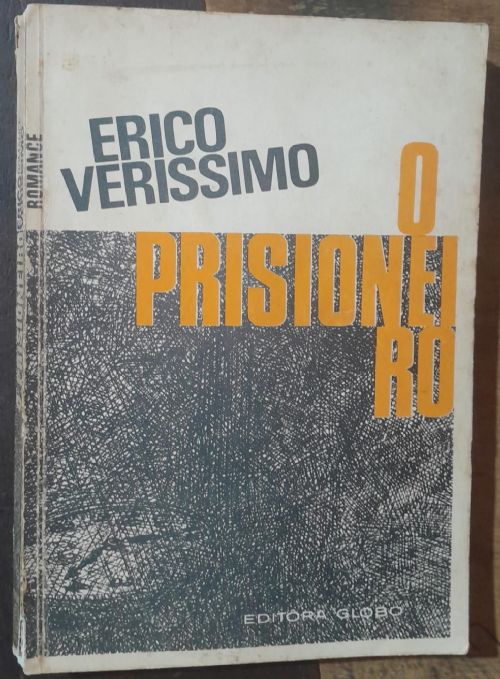 ERICO
VERISSIMO
O
PRISIONEI
RO
EDITORA GLOBO
ROMANCE